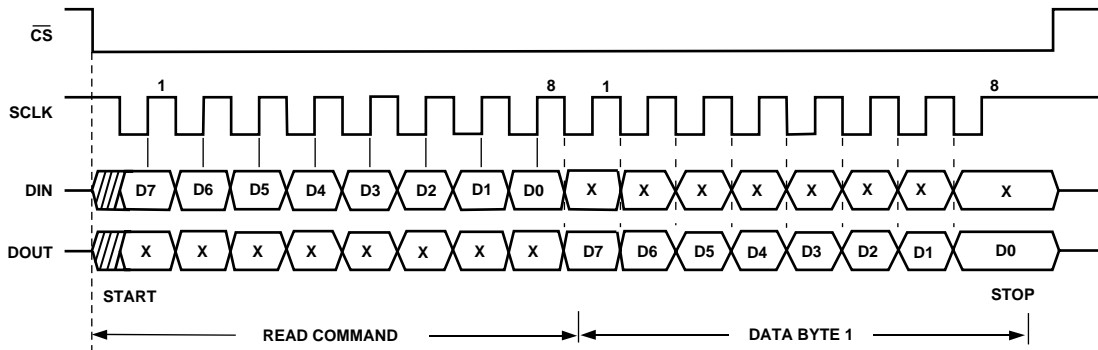 CS
1 8 1 8
SCLK
DIN D7 D6 D5 D4 D3 D2 D1 D0 X X X X X X X X
DOUT X X X X X X X X D7 D6 D5 D4 D3 D2 D1 D0
START STOP
READ COMMAND DATA BYTE 1